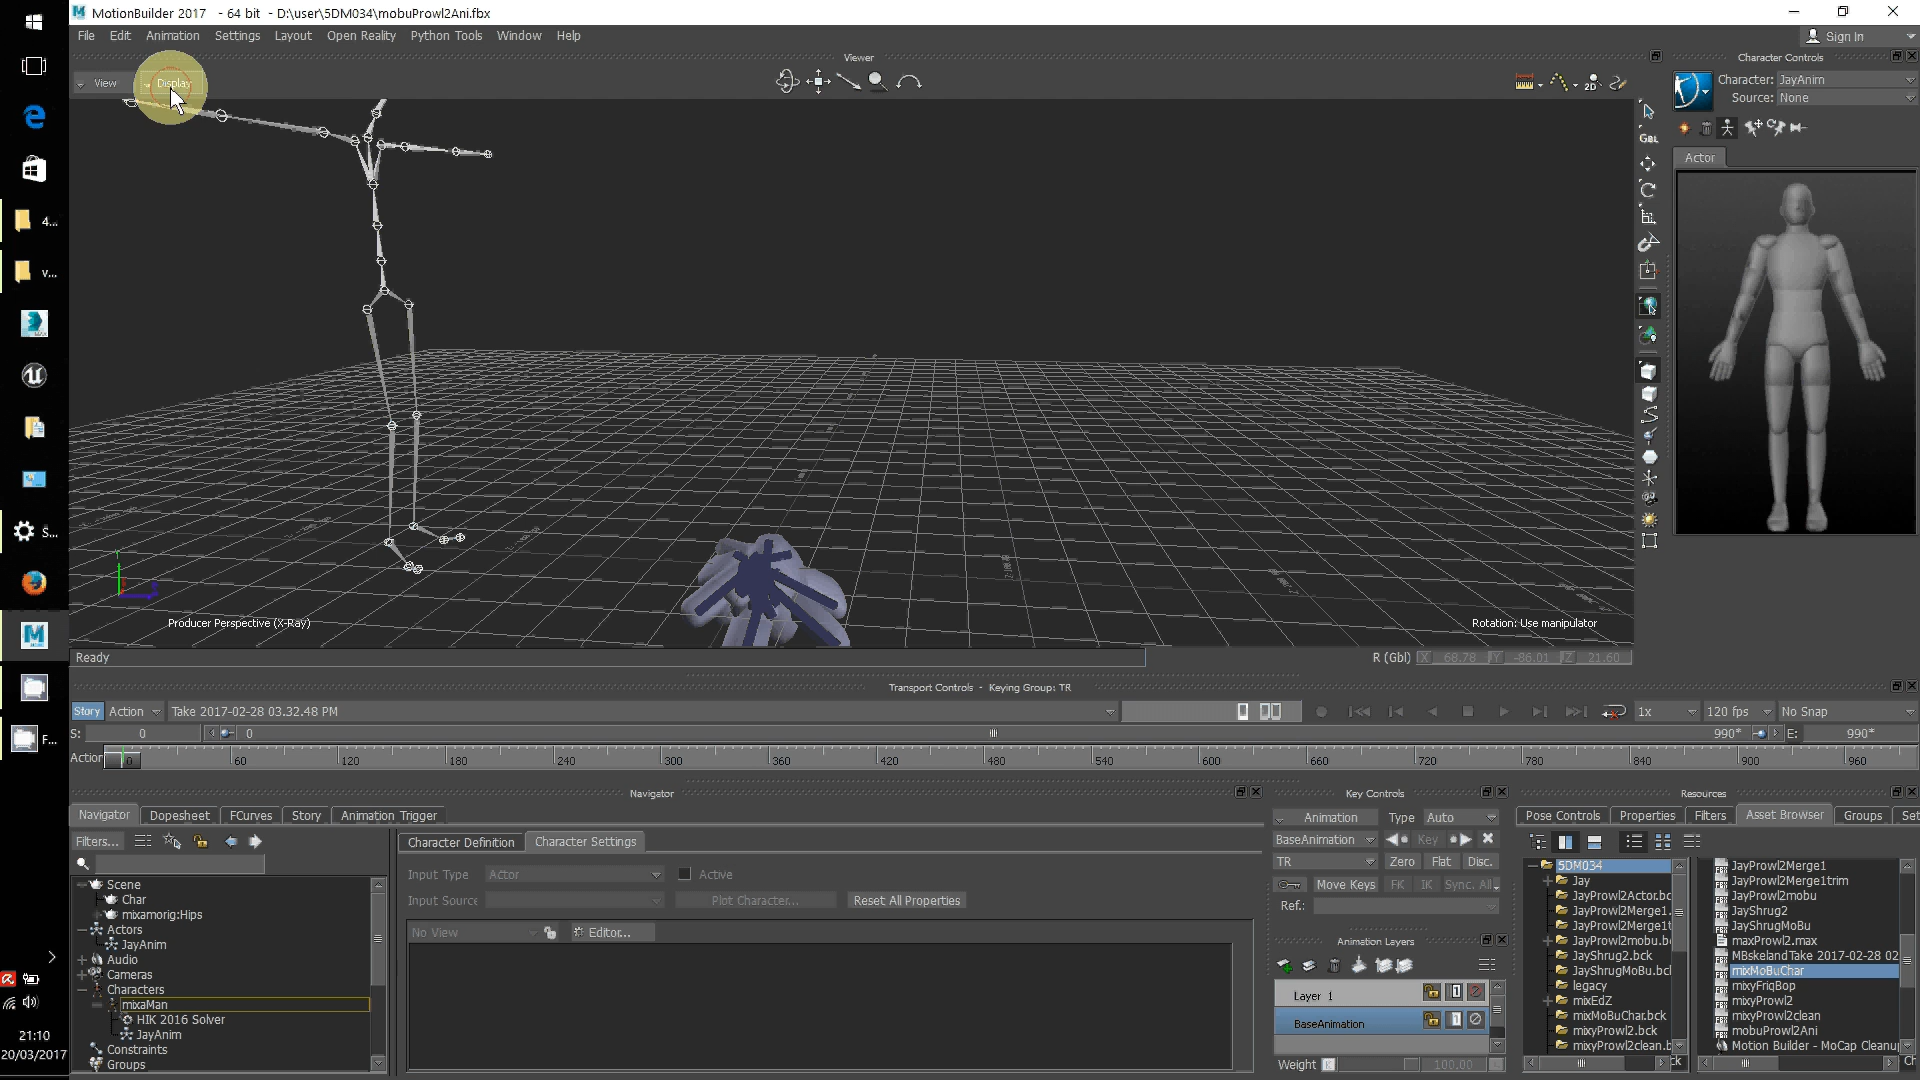 MotionBuilder 2017 - 64 bit - D:\user\5DM034\mobuProwl2Ani.fbx
File Edit Animation Settings Layout Open Reality Python Tools Window Help
Sign In
Viewer
Character Controls
View Display
2D
Character: JayAnim
Source: None
GBL
Actor
4...
v...
S...
F...
Producer Perspective (X-Ray)
Rotation: Use manipulator
Ready
R (Gbl) X 68.78 Y -86.01 Z 21.60
Transport Controls - Keying Group: TR
Story Action Take 2017-02-28 03.32.48 PM
1x 120 fps No Snap
S: 0 0 990* E: 990*
Action 0 60 120 180 240 300 360 420 480 540 600 660 720 780 840 900 960
Navigator
Key Controls
Resources
Navigator Dopesheet FCurves Story Animation Trigger
Animation Type Auto
Pose Controls Properties Filters Asset Browser Groups Set
Filters...
Character Definition Character Settings
BaseAnimation Key
TR Zero Flat Disc.
Move Keys FK IK Sync. All
Ref.:
Input Type Actor Active
Input Source Plot Character... Reset All Properties
No View Editor...
Scene
Char
mixamorig:Hips
Actors
JayAnim
Audio
Cameras
Characters
mixaMan
HIK 2016 Solver
JayAnim
Constraints
Groups
Animation Layers
Layer 1
BaseAnimation
Weight 100.00
5DM034
Jay
JayProwl2Actor.bc
JayProwl2Merge1.
JayProwl2Merge1t
JayProwl2mobu.b
JayShrug2.bck
JayShrugMoBu.bcl
legacy
mixEdZ
mixMoBuChar.bck
mixyProwl2.bck
mixyProwl2clean.b
JayProwl2Merge1
JayProwl2Merge1trim
JayProwl2mobu
JayShrug2
JayShrugMoBu
maxProwl2.max
MBskelandTake 2017-02-28 02
mixMoBuChar
mixyFriqBop
mixyProwl2
mixyProwl2clean
mobuProwl2Ani
Motion Builder - MoCap Cleanu
21:10
20/03/2017